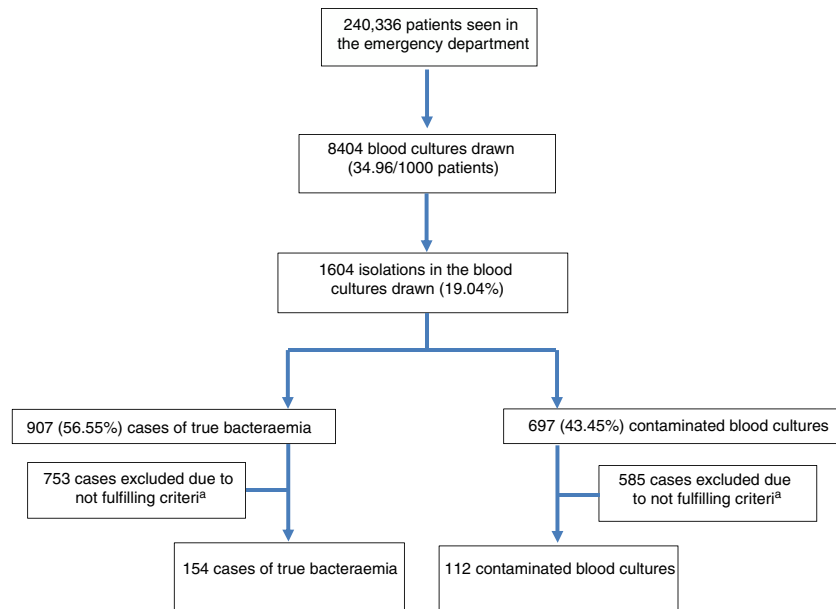 240,336 patients seen in
the emergency department
8404 blood cultures drawn
(34.96/1000 patients)
1604 isolations in the blood
cultures drawn (19.04%)
907 (56.55%) cases of true bacteraemia
697 (43.45%) contaminated blood cultures
753 cases excluded due to
not fulfilling criteriª
585 cases excluded due
to not fulfilling criteriª
154 cases of true bacteraemia
112 contaminated blood cultures